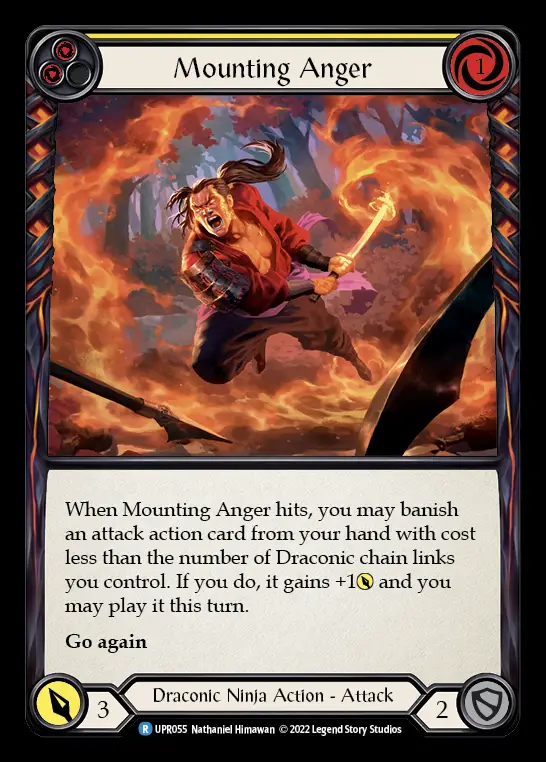 Mounting Anger
1
When Mounting Anger hits, you may banish
an attack action card from your hand with cost
less than the number of Draconic chain links
you control. If you do, it gains +1 and you
may play it this turn.
Go again
Draconic Ninja Action - Attack
3
2
R UPR055 Nathaniel Himawan © 2022 Legend Story Studios